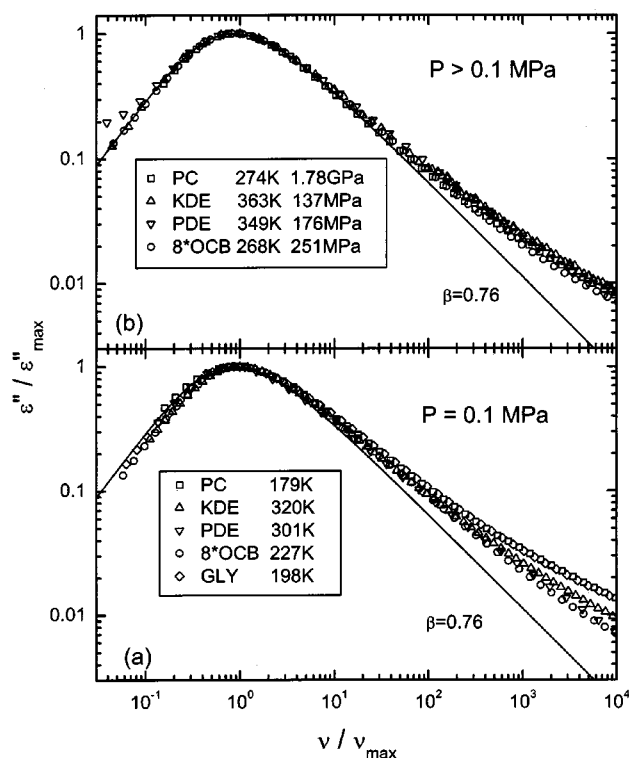 1
0.1
0.01
P > 0.1 MPa
PC 274K 1.78GPa
KDE 363K 137MPa
PDE 349K 176MPa
8*OCB 268K 251MPa
β=0.76
(b)
ε" / ε"max
1
0.1
0.01
P = 0.1 MPa
PC 179K
KDE 320K
PDE 301K
8*OCB 227K
GLY 198K
β=0.76
(a)
10-1 100 101 102 103 104
ν / νmax